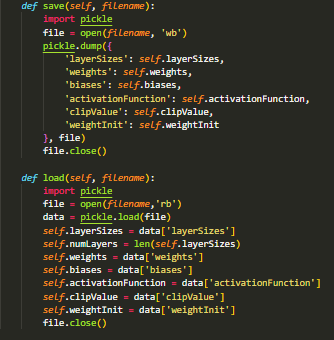 def save(self, filename):
import pickle
file = open(filename, 'wb')
pickle.dump({
'layerSizes': self.layerSizes,
'weights': self.weights,
'biases': self.biases,
'activationFunction': self.activationFunction,
'clipValue': self.clipValue,
'weightInit': self.weightInit
}, file)
file.close()
def load(self, filename):
import pickle
file = open(filename,'rb')
data = pickle.load(file)
self.layerSizes = data['layerSizes']
self.numLayers = len(self.layerSizes)
self.weights = data['weights']
self.biases = data['biases']
self.activationFunction = data['activationFunction']
self.clipValue = data['clipValue']
self.weightInit = data['weightInit']
file.close()